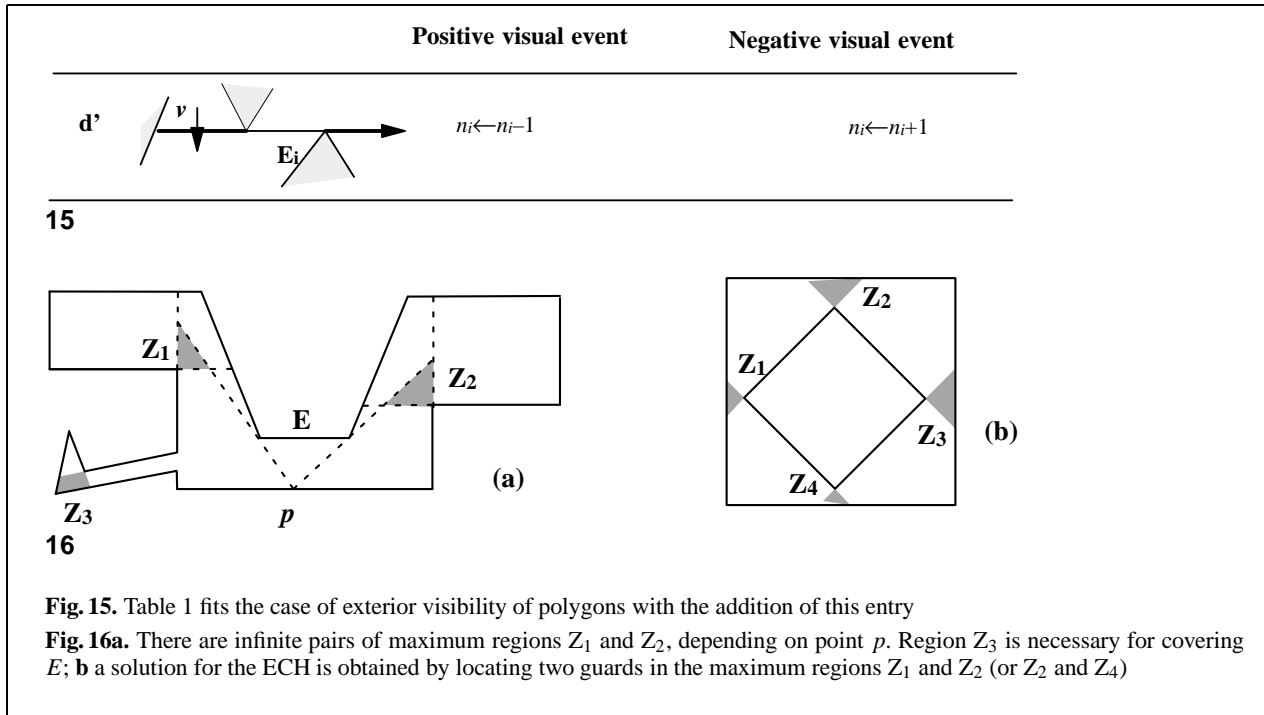 Positive visual event Negative visual event
d’ v Eᵢ nᵢ←nᵢ–1 nᵢ←nᵢ+1
15
Z₁ Z₂ E Z₃ p (a)
Z₂ Z₁ Z₃ Z₄ (b)
16
Fig. 15. Table 1 fits the case of exterior visibility of polygons with the addition of this entry
Fig. 16a. There are infinite pairs of maximum regions Z₁ and Z₂, depending on point p. Region Z₃ is necessary for covering
E; b a solution for the ECH is obtained by locating two guards in the maximum regions Z₁ and Z₂ (or Z₂ and Z₄)